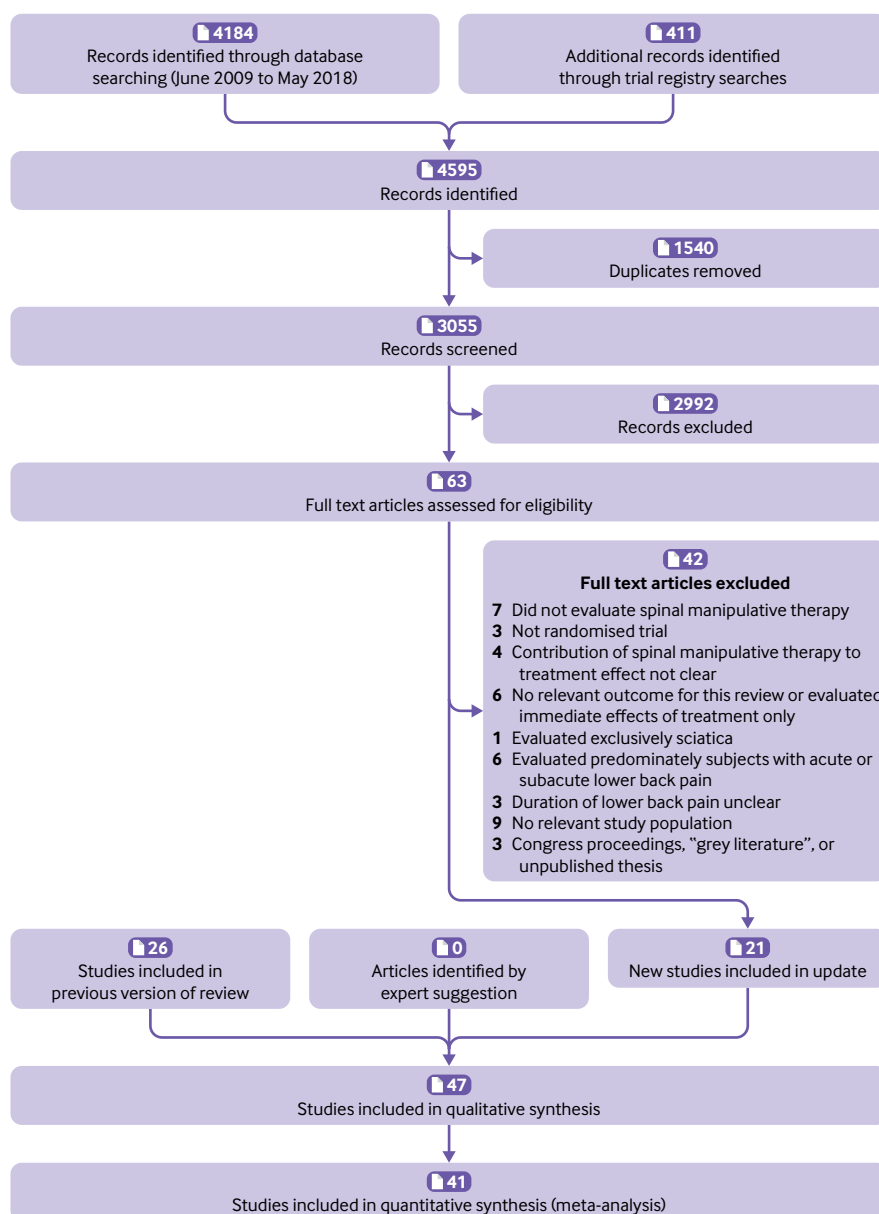 4184
Records identified through database
searching (June 2009 to May 2018)
411
Additional records identified
through trial registry searches
4595
Records identified
1540
Duplicates removed
3055
Records screened
2992
Records excluded
63
Full text articles assessed for eligibility
42
Full text articles excluded
7 Did not evaluate spinal manipulative therapy
3 Not randomised trial
4 Contribution of spinal manipulative therapy to
treatment effect not clear
6 No relevant outcome for this review or evaluated
immediate effects of treatment only
1 Evaluated exclusively sciatica
6 Evaluated predominately subjects with acute or
subacute lower back pain
3 Duration of lower back pain unclear
9 No relevant study population
3 Congress proceedings, "grey literature", or
unpublished thesis
26
Studies included in
previous version of review
0
Articles identified by
expert suggestion
21
New studies included in update
47
Studies included in qualitative synthesis
41
Studies included in quantitative synthesis (meta-analysis)